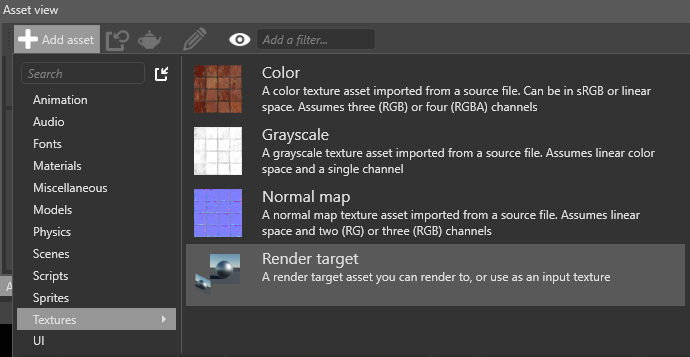 Asset view
Add asset
Add a filter...
Search
Animation
Audio
Fonts
Materials
Miscellaneous
Models
Physics
Scenes
Scripts
Sprites
Textures
UI
Color
A color texture asset imported from a source file. Can be in sRGB or linear
space. Assumes three (RGB) or four (RGBA) channels
Grayscale
A grayscale texture asset imported from a source file. Assumes linear color
space and a single channel
Normal map
A normal map texture asset imported from a source file. Assumes linear
space and two (RG) or three (RGB) channels
Render target
A render target asset you can render to, or use as an input texture